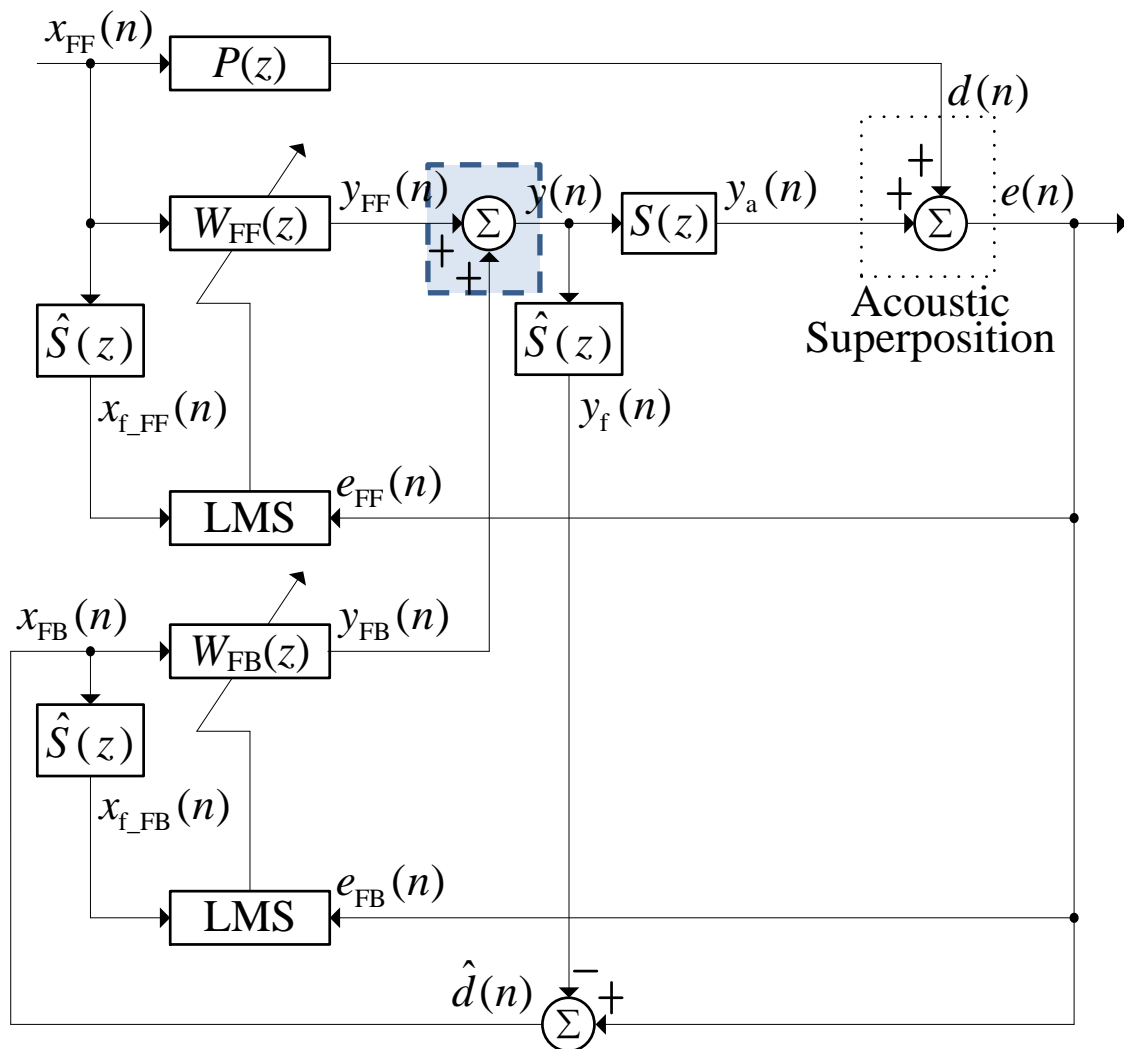 x_FF(n)
P(z)
d(n)
+
+
W_FF(z)
y_FF(n)
Σ
+
+
y(n)
S(z)
y_a(n)
Σ
e(n)
Acoustic
Superposition
Ŝ(z)
Ŝ(z)
x_f_FF(n)
y_f(n)
LMS
e_FF(n)
x_FB(n)
W_FB(z)
y_FB(n)
Ŝ(z)
x_f_FB(n)
LMS
e_FB(n)
d̂(n)
−
+
Σ